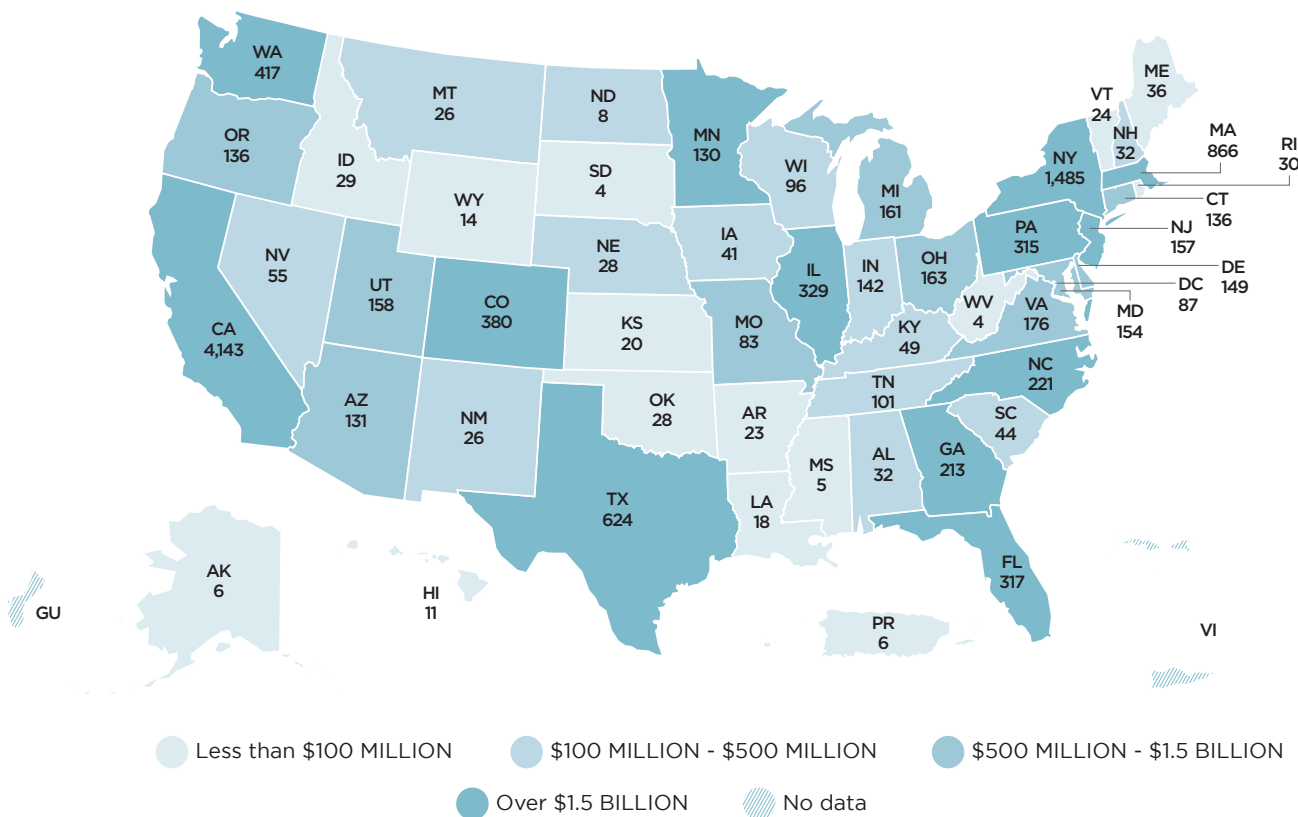 WA
417
OR
136
CA
4,143
NV
55
ID
29
MT
26
WY
14
UT
158
AZ
131
CO
380
NM
26
ND
8
SD
4
NE
28
KS
20
OK
28
TX
624
MN
130
IA
41
MO
83
AR
23
LA
18
WI
96
IL
329
MI
161
IN
142
OH
163
KY
49
TN
101
MS
5
AL
32
GA
213
FL
317
SC
44
NC
221
VA
176
WV
4
PA
315
NY
1,485
VT
24
NH
32
ME
36
MA
866
RI
30
CT
136
NJ
157
DE
149
DC
87
MD
154
AK
6
HI
11
GU
PR
6
VI
Less than $100 MILLION
$100 MILLION - $500 MILLION
$500 MILLION - $1.5 BILLION
Over $1.5 BILLION
No data